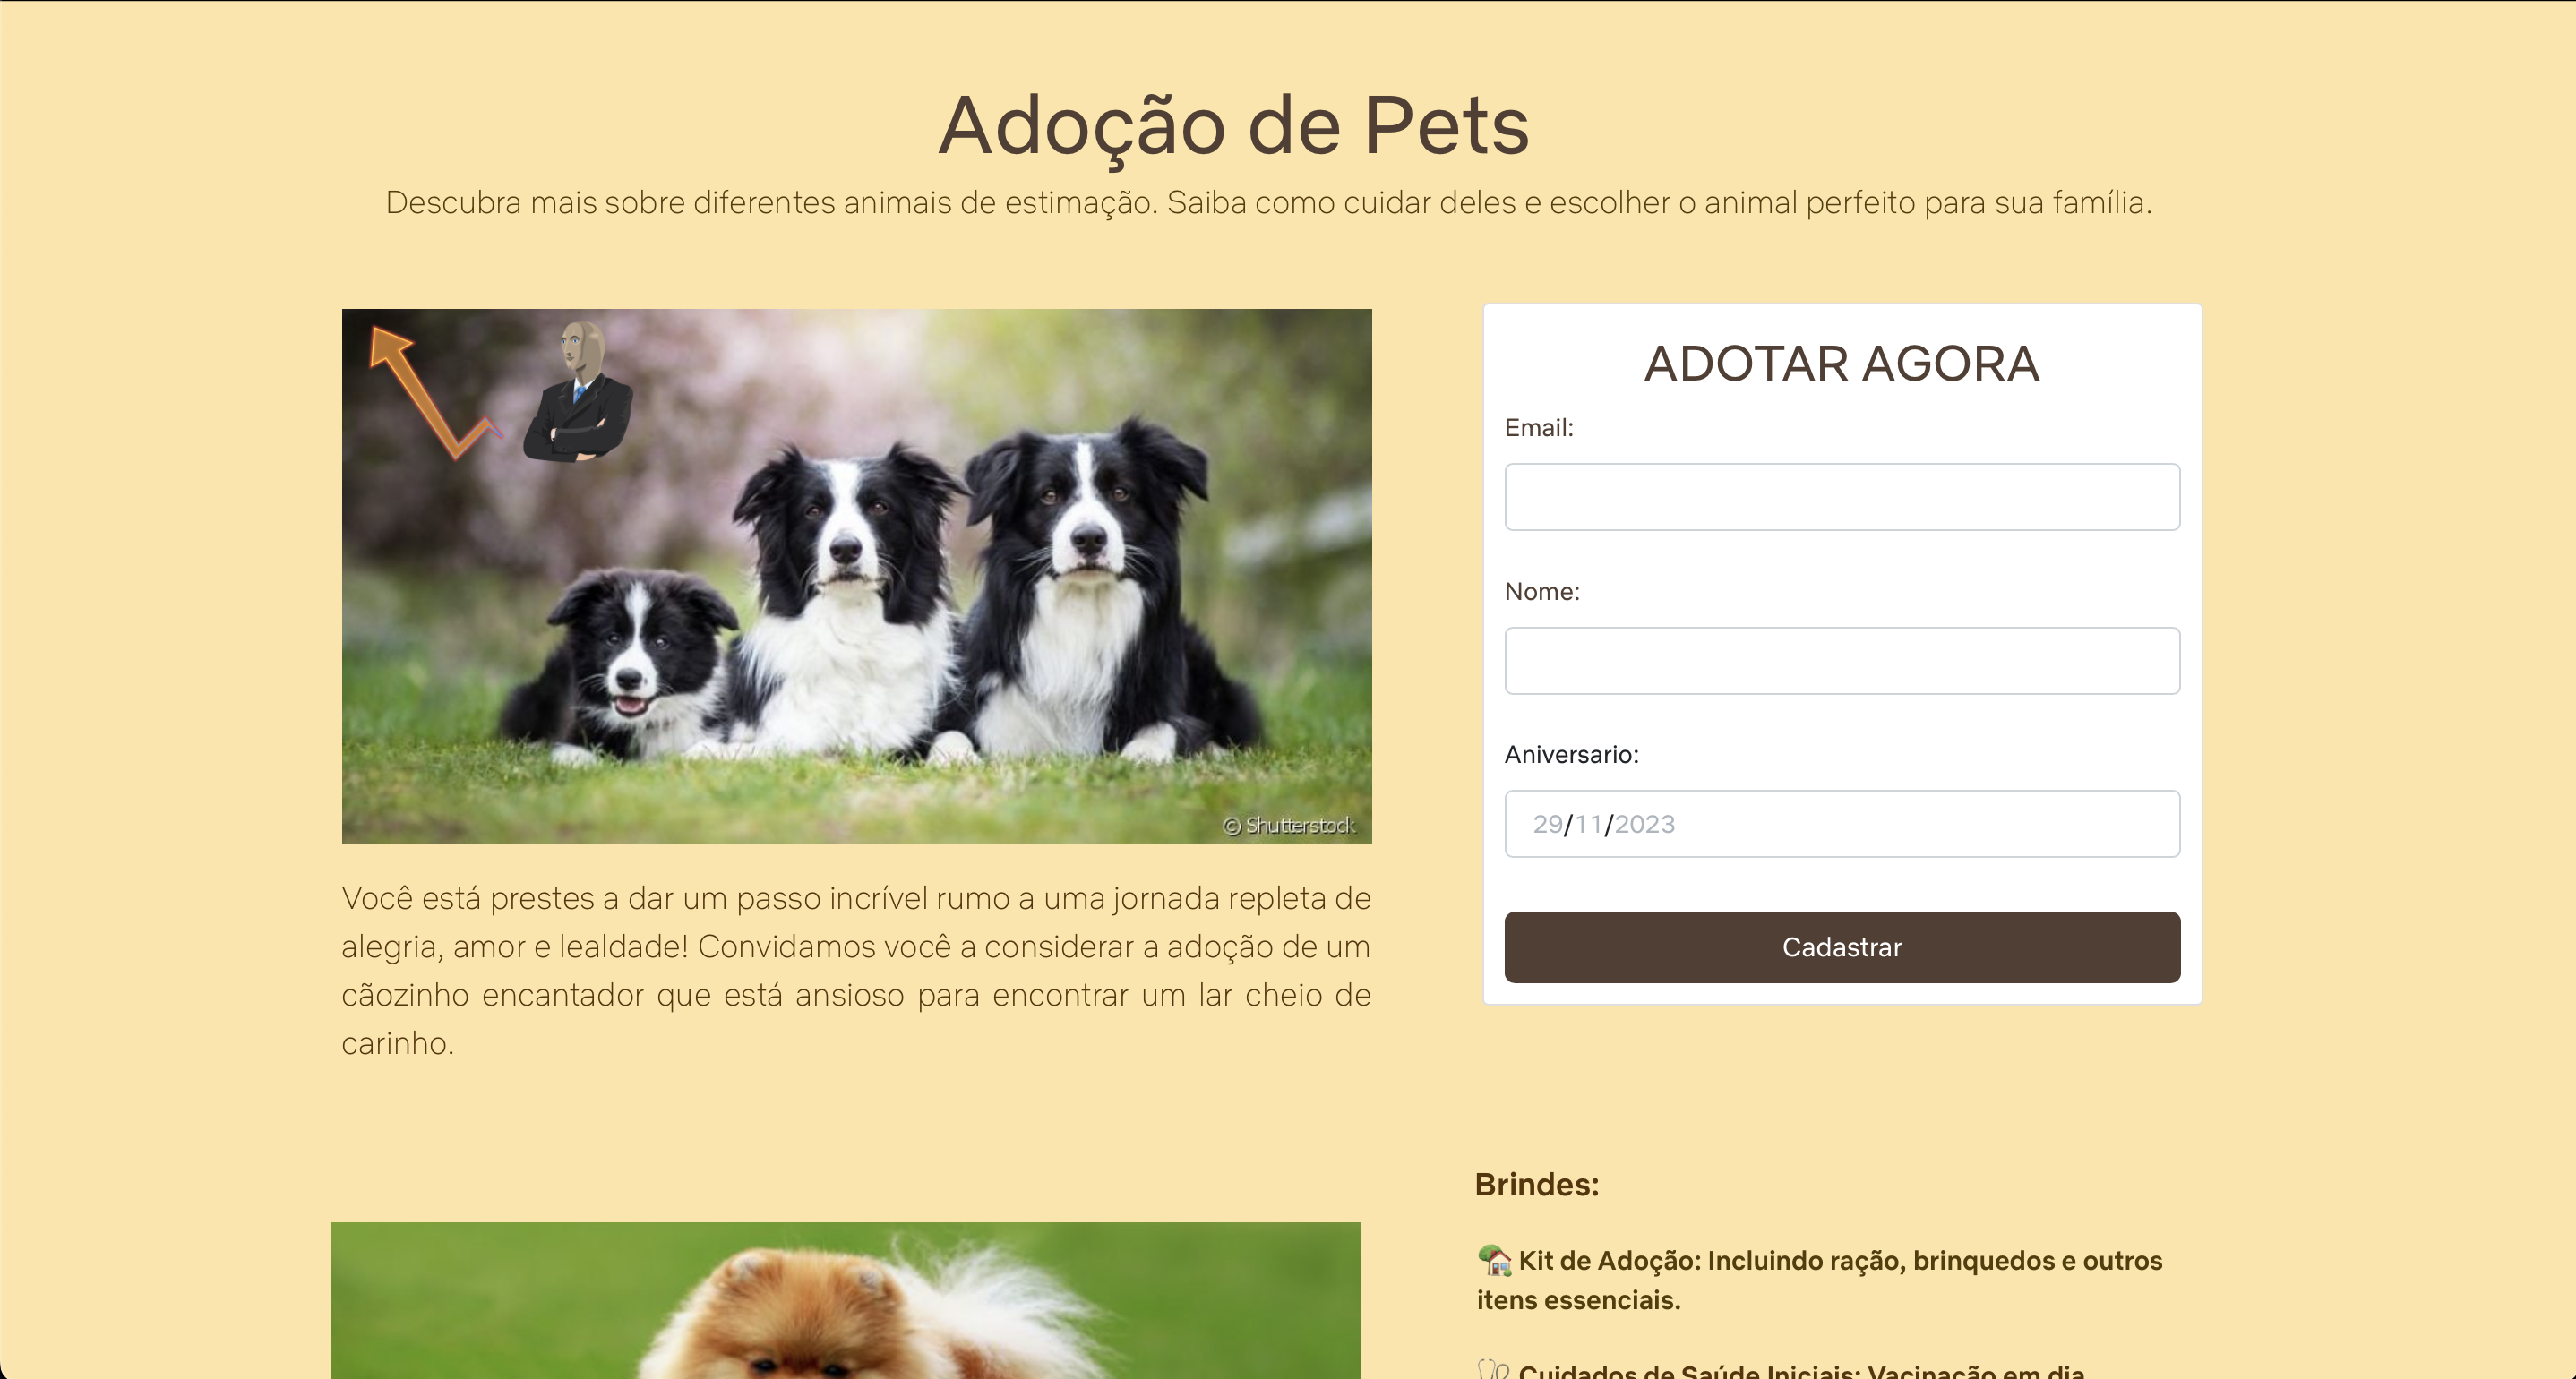 Adoção de Pets
Descubra mais sobre diferentes animais de estimação. Saiba como cuidar deles e escolher o animal perfeito para sua família.
© Shutterstock
Você está prestes a dar um passo incrível rumo a uma jornada repleta de
alegria, amor e lealdade! Convidamos você a considerar a adoção de um
cãozinho encantador que está ansioso para encontrar um lar cheio de
carinho.
ADOTAR AGORA
Email:
Nome:
Aniversario:
29/11/2023
Cadastrar
Brindes:
🏡 Kit de Adoção: Incluindo ração, brinquedos e outros
itens essenciais.
🩺 Cuidados de Saúde Iniciais: Vacinação em dia